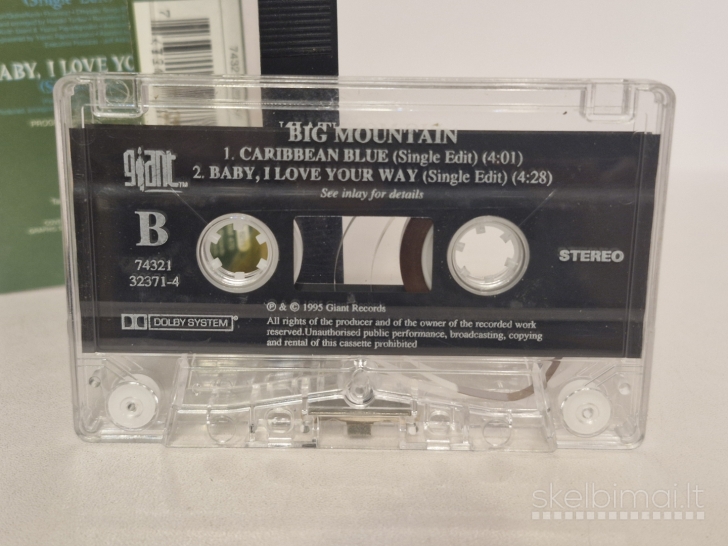 BABY, I LOVE YO
7432
BIG MOUNTAIN
giant TM
1. CARIBBEAN BLUE (Single Edit) (4:01)
2. BABY, I LOVE YOUR WAY (Single Edit) (4:28)
See inlay for details
B
STEREO
74321
32371-4
℗ & © 1995 Giant Records
DOLBY SYSTEM®
All rights of the producer and of the owner of the recorded work
reserved.Unauthorised public performance, broadcasting, copying
and rental of this cassette prohibited
skelbimai.lt